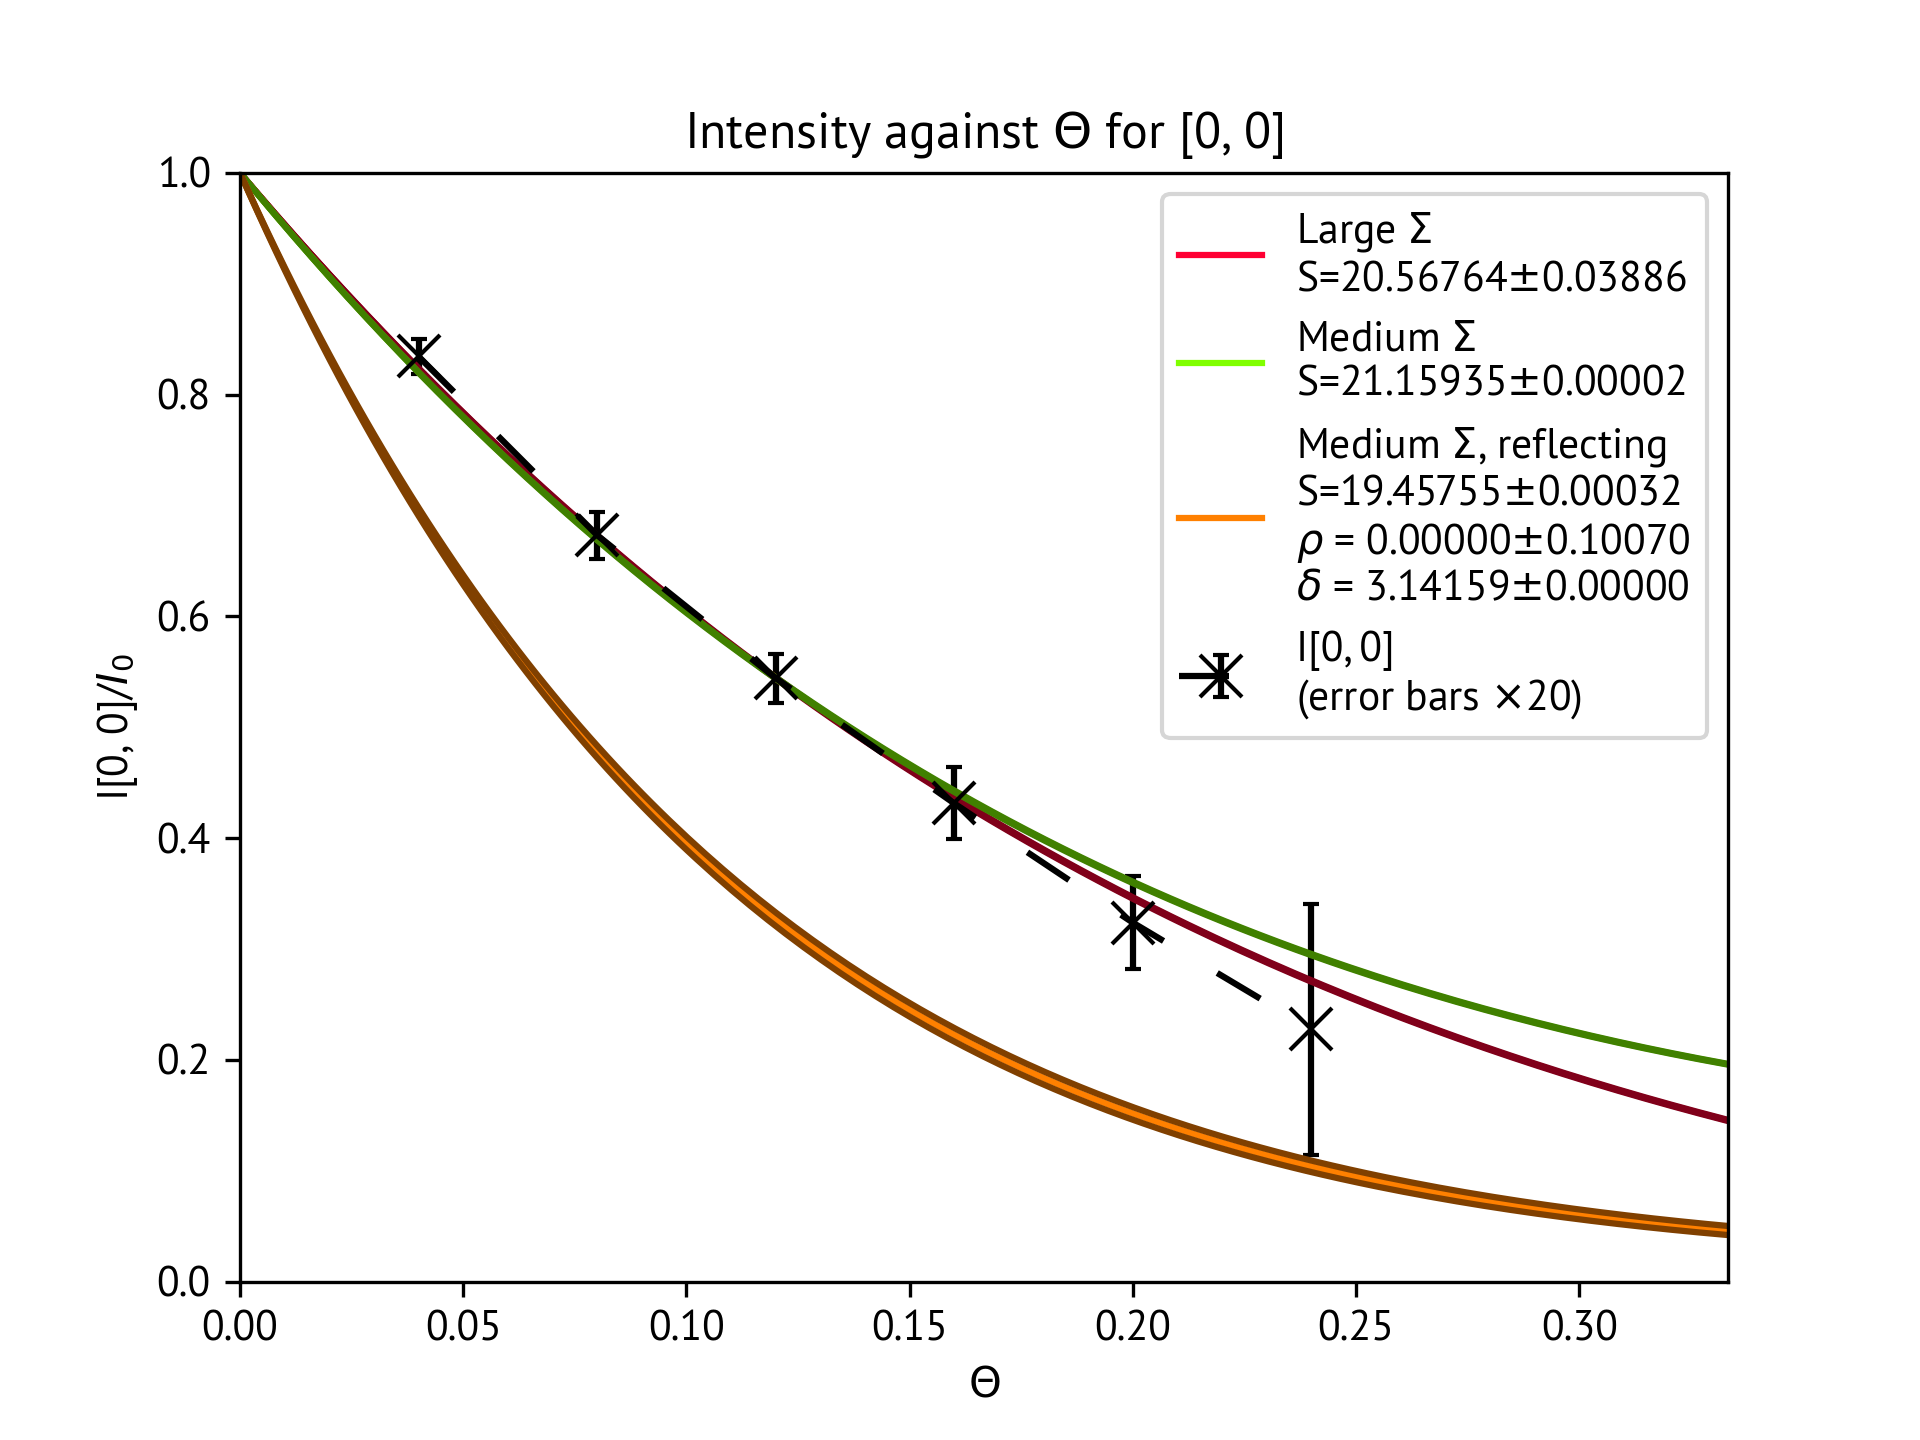 Intensity against Θ for [0, 0]
1.0
0.8
0.6
0.4
0.2
0.0
I[0, 0]/I₀
Large Σ
S=20.56764±0.03886
Medium Σ
S=21.15935±0.00002
Medium Σ, reflecting
S=19.45755±0.00032
ρ = 0.00000±0.10070
δ = 3.14159±0.00000
I[0, 0]
(error bars ×20)
0.00
0.05
0.10
0.15
0.20
0.25
0.30
Θ